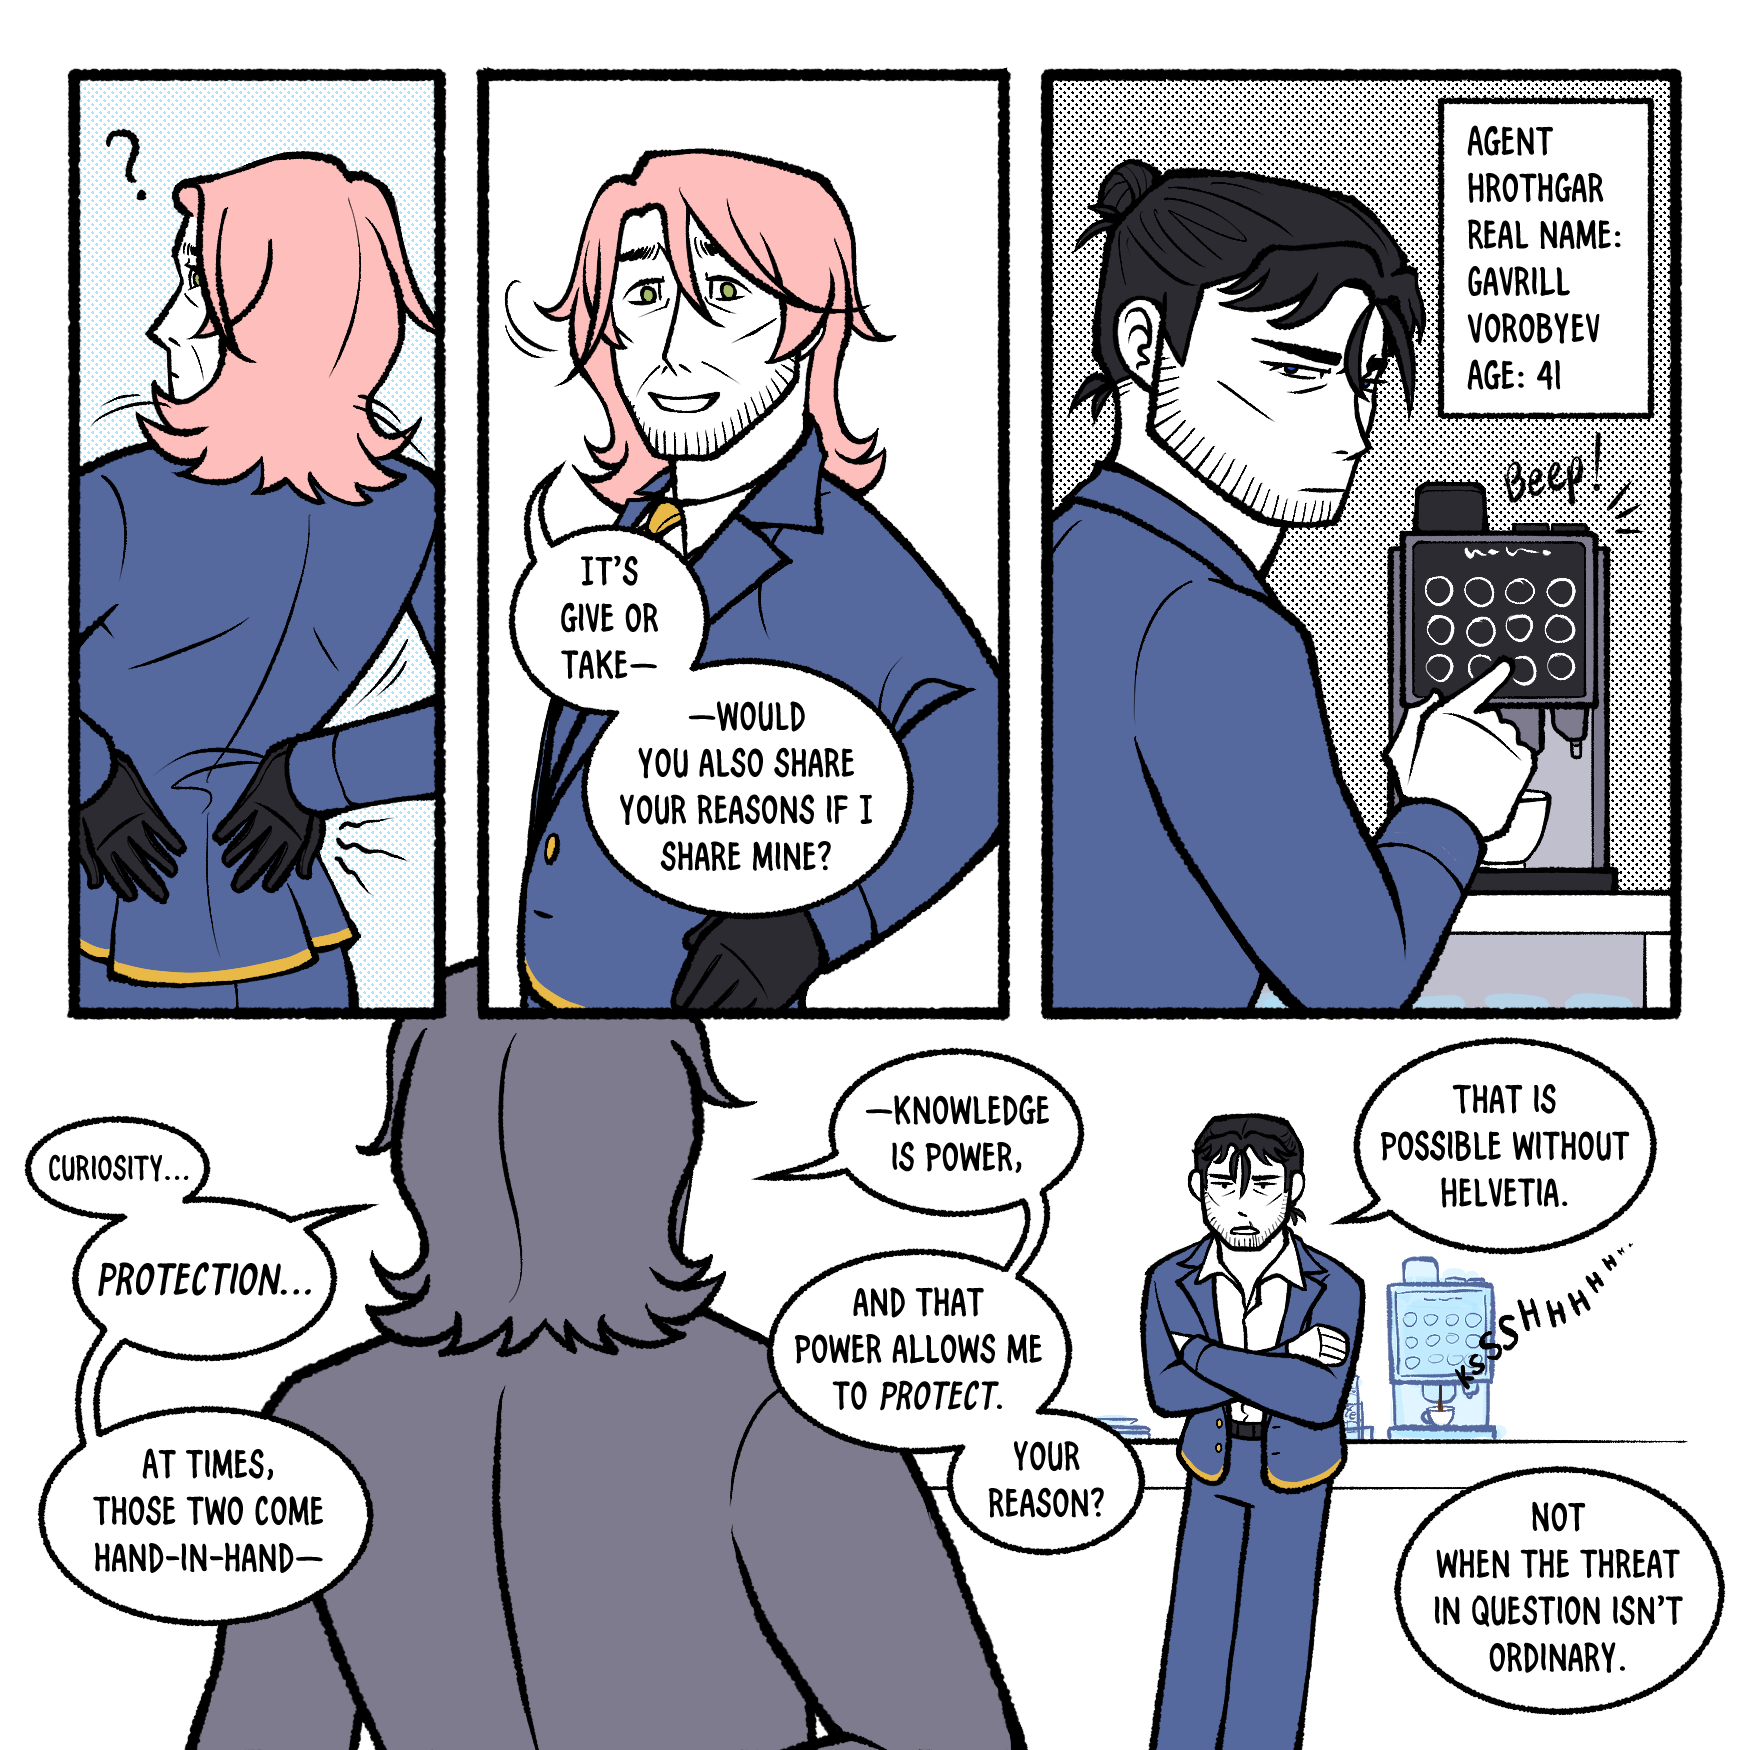 ?
IT'S
GIVE OR
TAKE—
—WOULD
YOU ALSO SHARE
YOUR REASONS IF I
SHARE MINE?
AGENT
HROTHGAR
REAL NAME:
GAVRILL
VOROBYEV
AGE: 41
Beep!
CURIOSITY...
PROTECTION...
AT TIMES,
THOSE TWO COME
HAND-IN-HAND—
—KNOWLEDGE
IS POWER,
AND THAT
POWER ALLOWS ME
TO PROTECT.
YOUR
REASON?
THAT IS
POSSIBLE WITHOUT
HELVETIA.
KSSSHHHHHH..
NOT
WHEN THE THREAT
IN QUESTION ISN'T
ORDINARY.